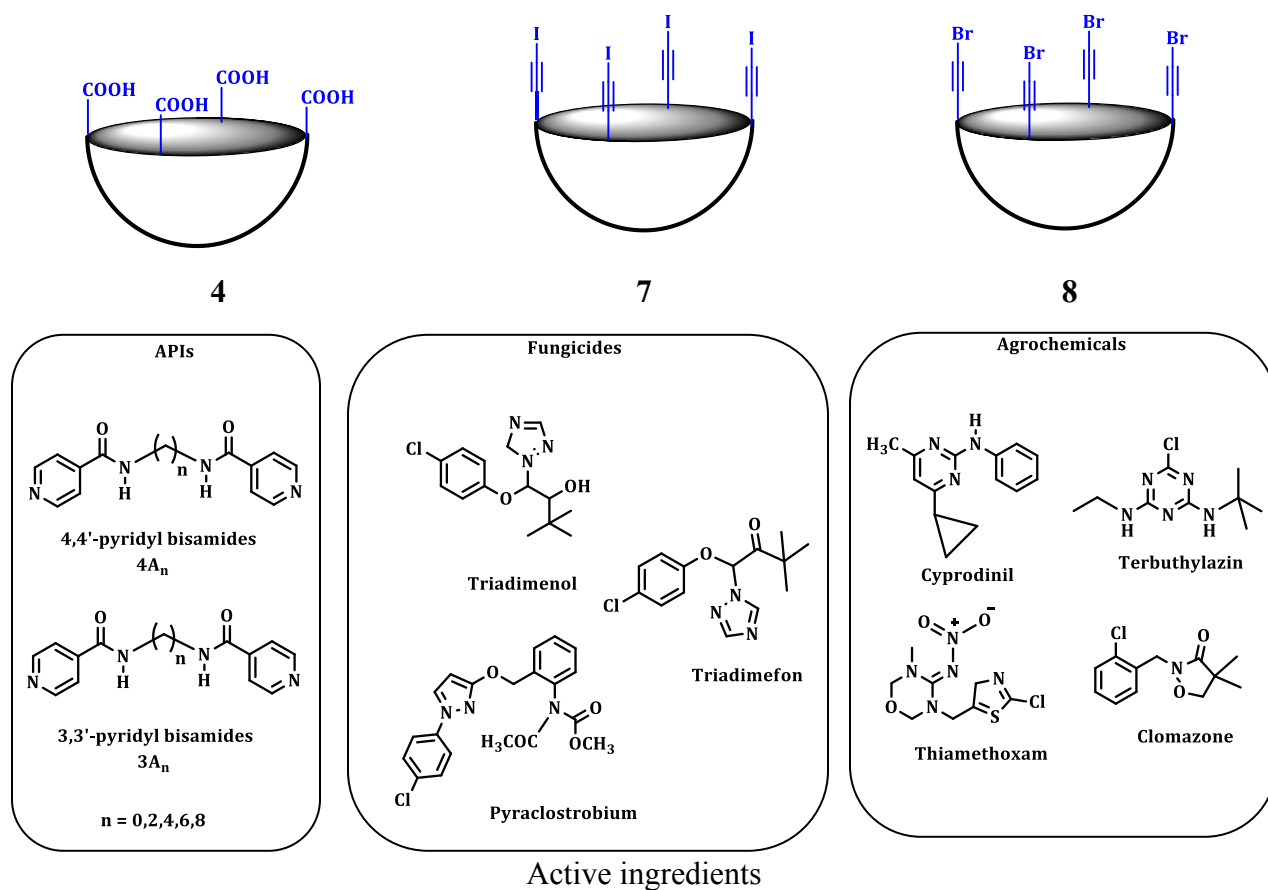 COOH COOH COOH COOH
I I I I
Br Br Br Br
4 7 8
APIs
O O
N N ( ) n N N
H H
4,4'-pyridyl bisamides
4An
O O
N N ( ) n N N
H H
3,3'-pyridyl bisamides
3An
n = 0,2,4,6,8
Fungicides
N N N
Cl O OH
Triadimenol
O O
Cl N N N
Triadimefon
O N N
N O
H3COC OCH3
Cl
Pyraclostrobium
Agrochemicals
H
H3C N N N
Cyprodinil
Cl
N N
N N N
H H
Terbuthylazin
O N+ O−
N N
O N N
S Cl
Thiamethoxam
Cl O
N O
Clomazone
Active ingredients